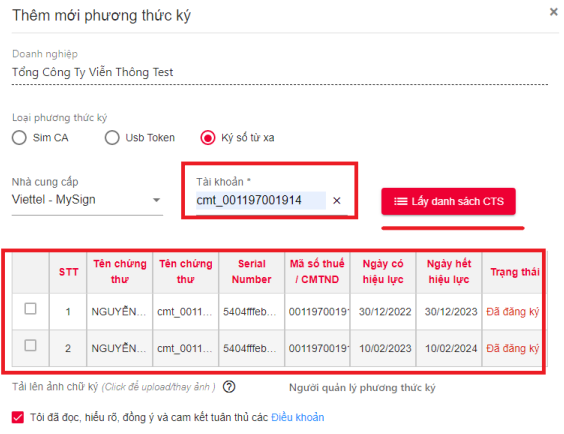 Thêm mới phương thức ký ×
Doanh nghiệp
Tổng Công Ty Viễn Thông Test
Loại phương thức ký
Sim CA Usb Token Ký số từ xa
Nhà cung cấp Tài khoản *
Viettel - MySign cmt_001197001914 × Lấy danh sách CTS
STT Tên chứng thư Tên chứng thư Serial Number Mã số thuế / CMTND Ngày có hiệu lực Ngày hết hiệu lực Trạng thái
1 NGUYỄN... cmt_0011... 5404fffeb... 0011970019 30/12/2022 30/12/2023 Đã đăng ký
2 NGUYỄN... cmt_0011... 5404fffeb... 0011970019 10/02/2023 10/02/2024 Đã đăng ký
Tải lên ảnh chữ ký (Click để upload/thay ảnh) ? Người quản lý phương thức ký
Tôi đã đọc, hiểu rõ, đồng ý và cam kết tuân thủ các Điều khoản